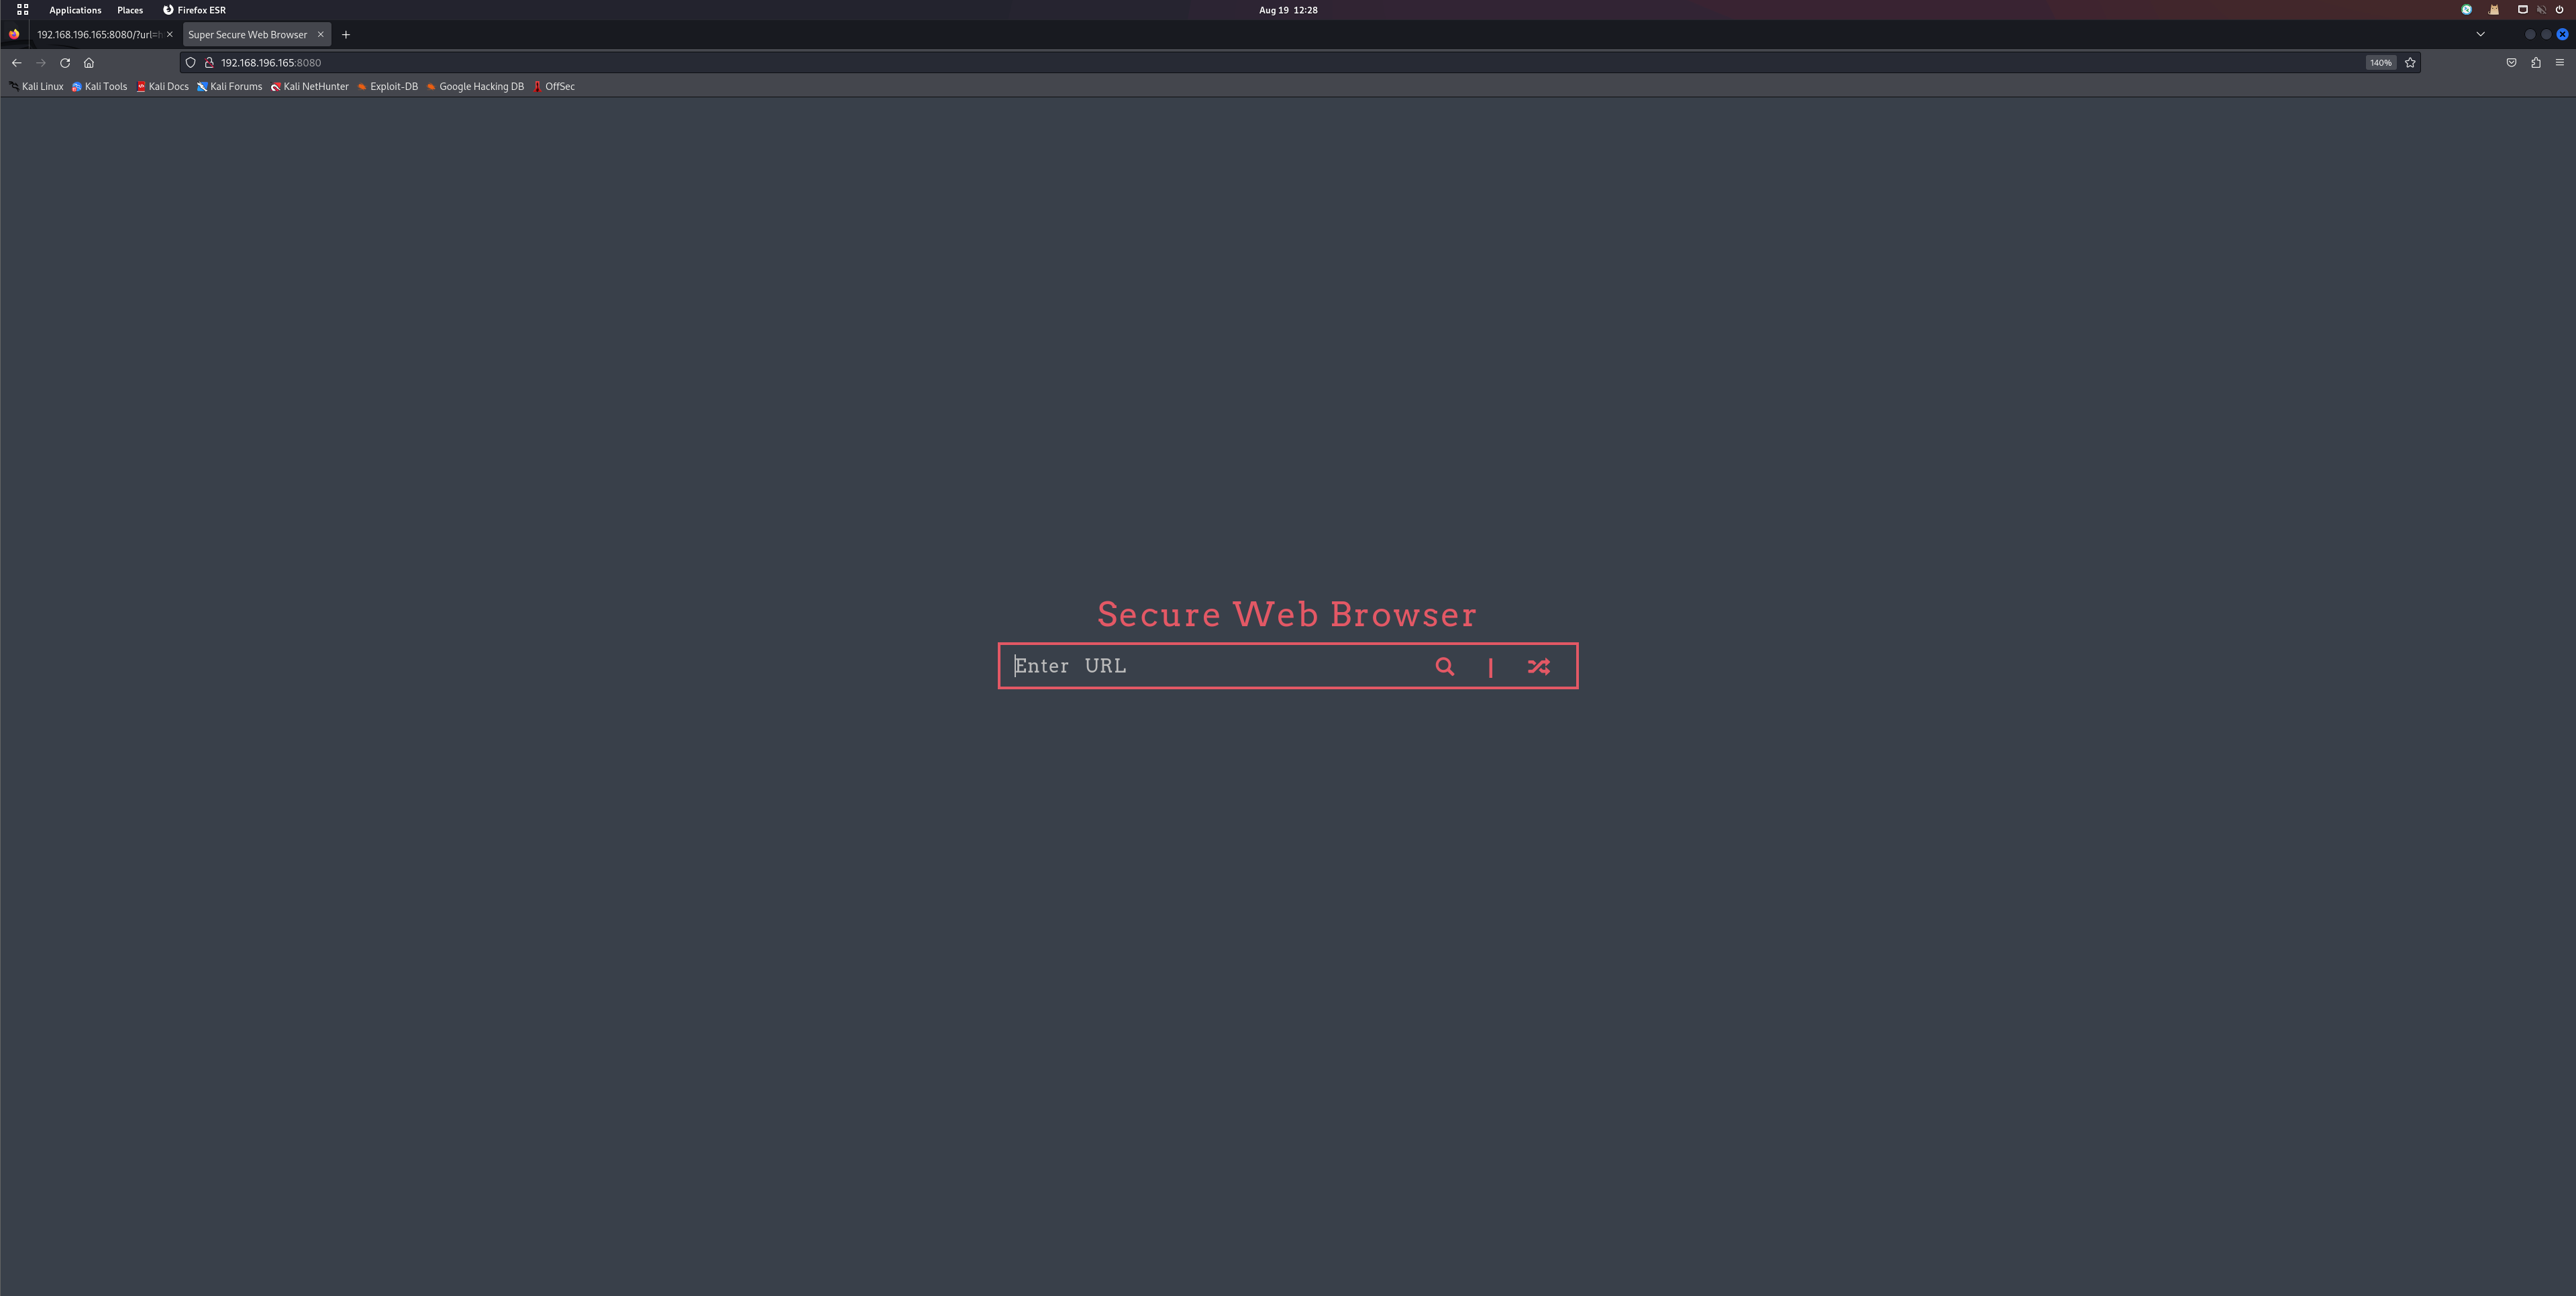 Applications Places Firefox ESR Aug 19 12:28
192.168.196.165:8080/?url=h Super Secure Web Browser
192.168.196.165:8080 140%
Kali Linux Kali Tools Kali Docs Kali Forums Kali NetHunter Exploit-DB Google Hacking DB OffSec
Secure Web Browser
Enter URL